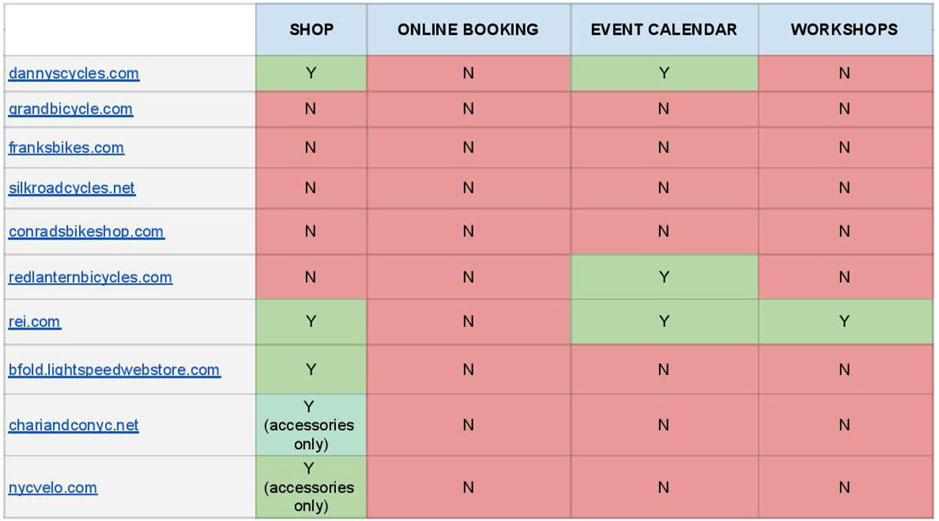 SHOP ONLINE BOOKING EVENT CALENDAR WORKSHOPS
dannyscycles.com Y N Y N
grandbicycle.com N N N N
franksbikes.com N N N N
silkroadcycles.net N N N N
conradsbikeshop.com N N N N
redlanternbicycles.com N N Y N
rei.com Y N Y Y
bfold.lightspeedwebstore.com Y N N N
chariandconyc.net Y (accessories only) N N N
nycvelo.com Y (accessories only) N N N